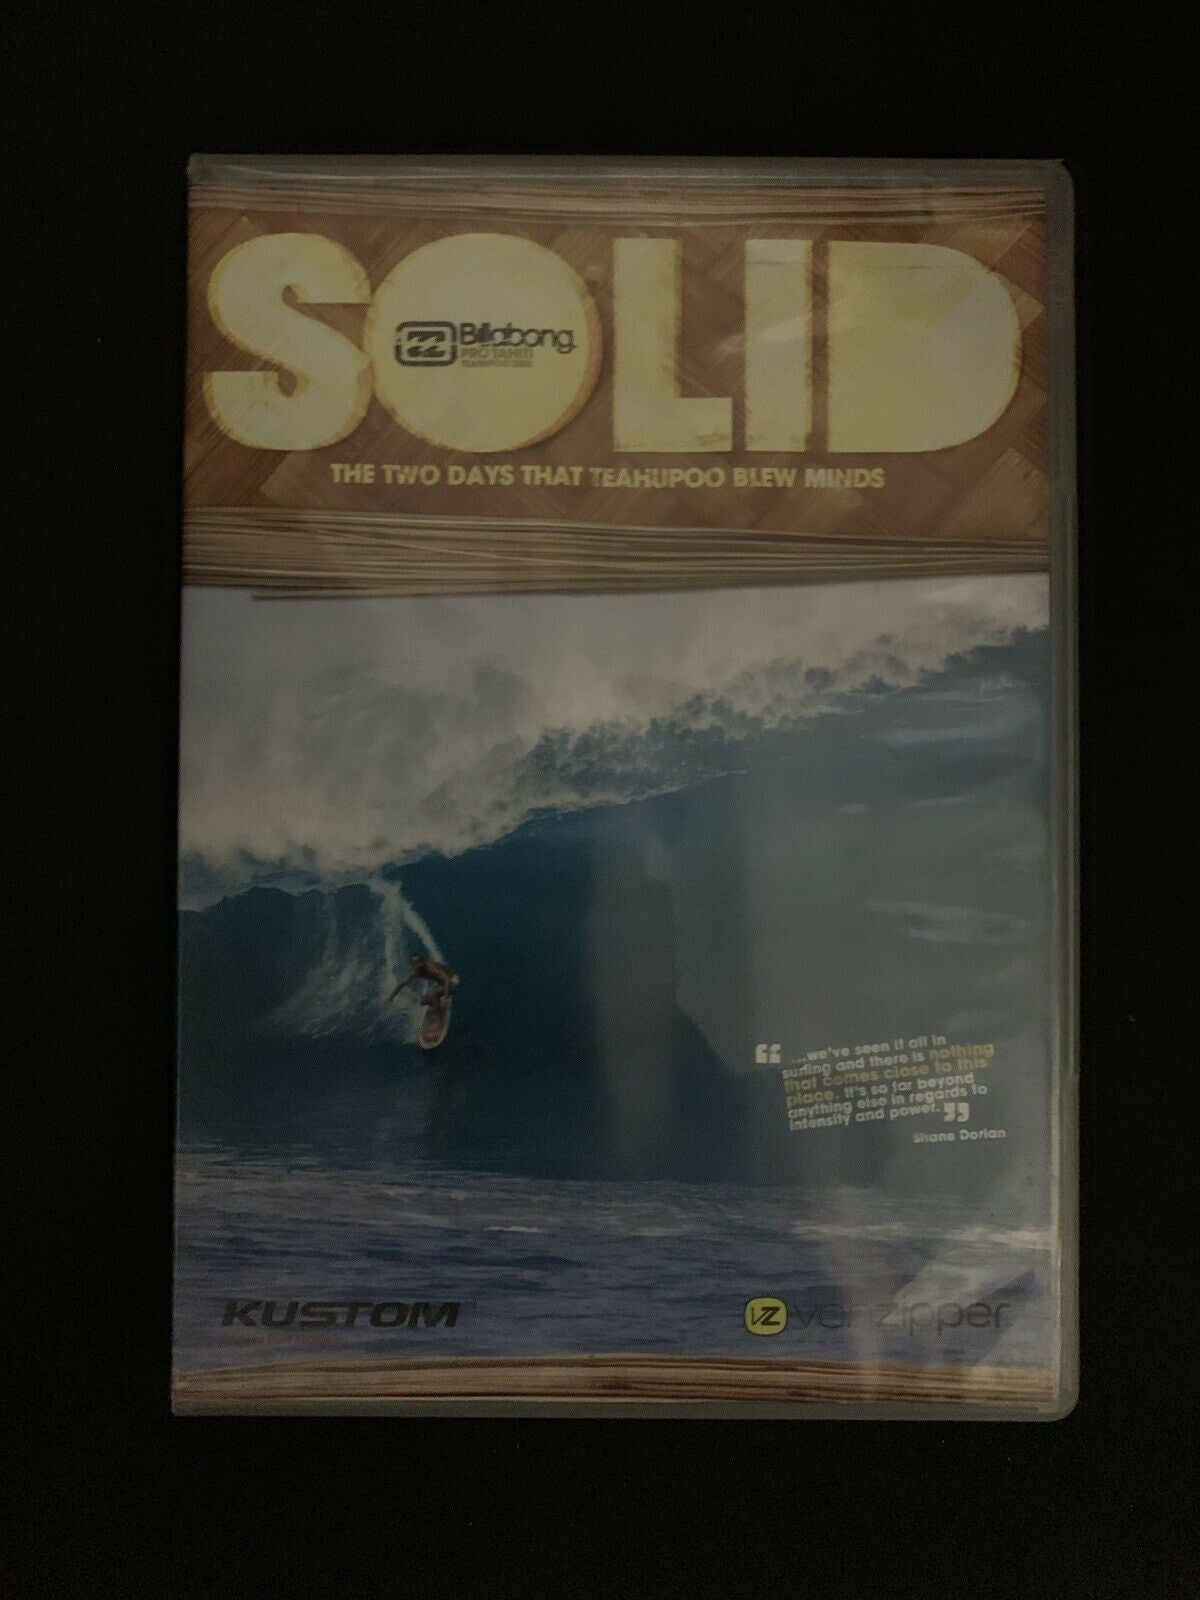 SOLID
Billabong
PRO TAHITI
THE TWO DAYS THAT TEAHUPOO BLEW MINDS
“ ...we've seen it all in
surfing and there is nothing
that comes close to this
place. It's so far beyond
anything else in regards to
intensity and power. ”
Shane Dorian
KUSTOM
VZ vonzipper